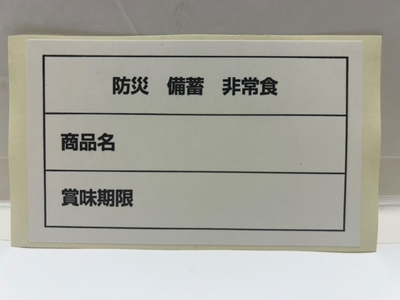 防災 備蓄 非常食
商品名
賞味期限